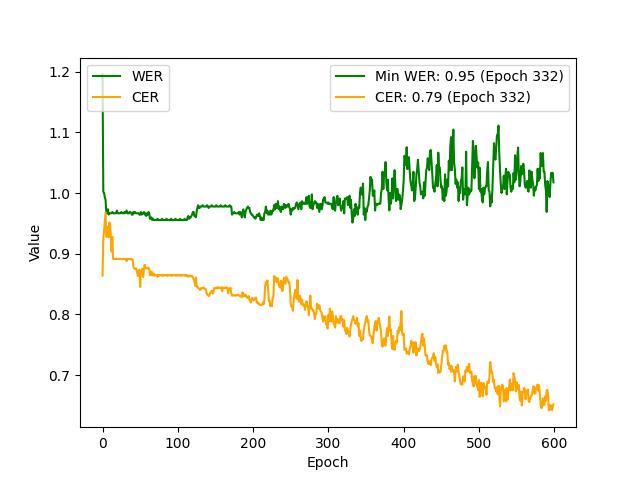 WER
CER
Min WER: 0.95 (Epoch 332)
CER: 0.79 (Epoch 332)
1.2
1.1
1.0
0.9
0.8
0.7
Value
0 100 200 300 400 500 600
Epoch